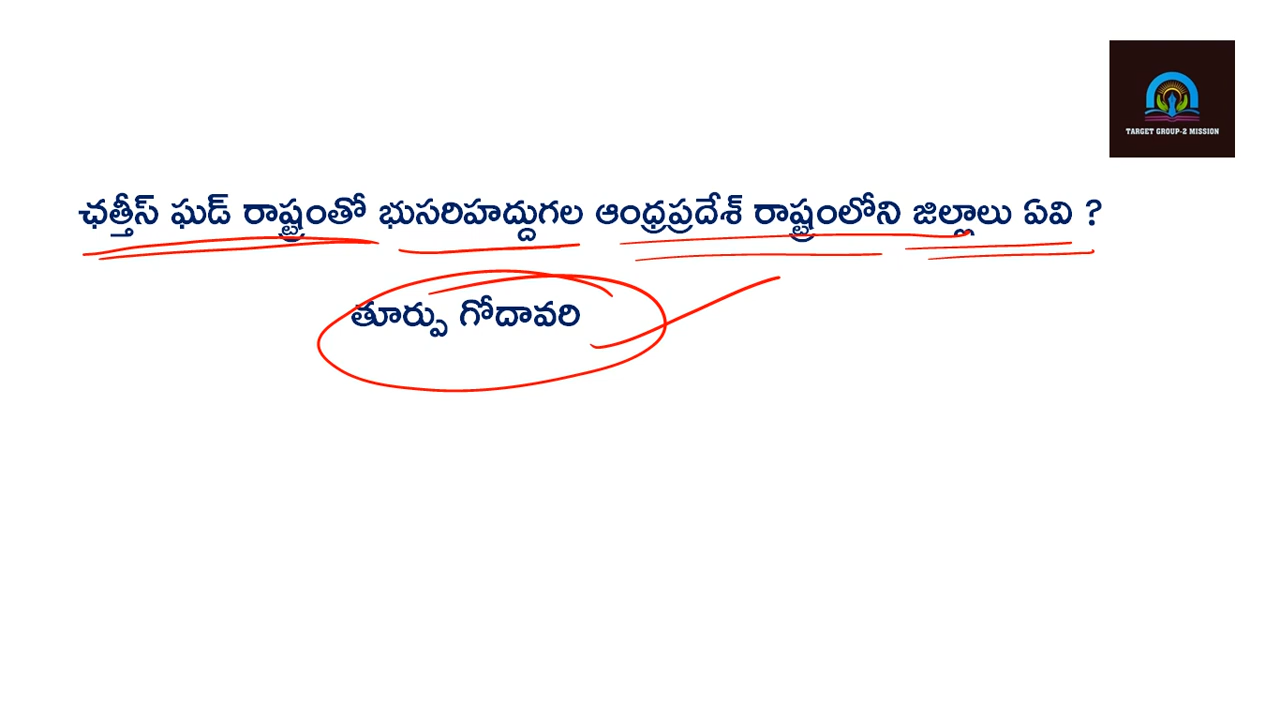 TARGET GROUP-2 MISSION
ఛత్తీస్ ఘడ్ రాష్ట్రంతో భుసరిహద్దుగల ఆంధ్రప్రదేశ్ రాష్ట్రంలోని జిల్లాలు ఏవి ?
తూర్పు గోదావరి